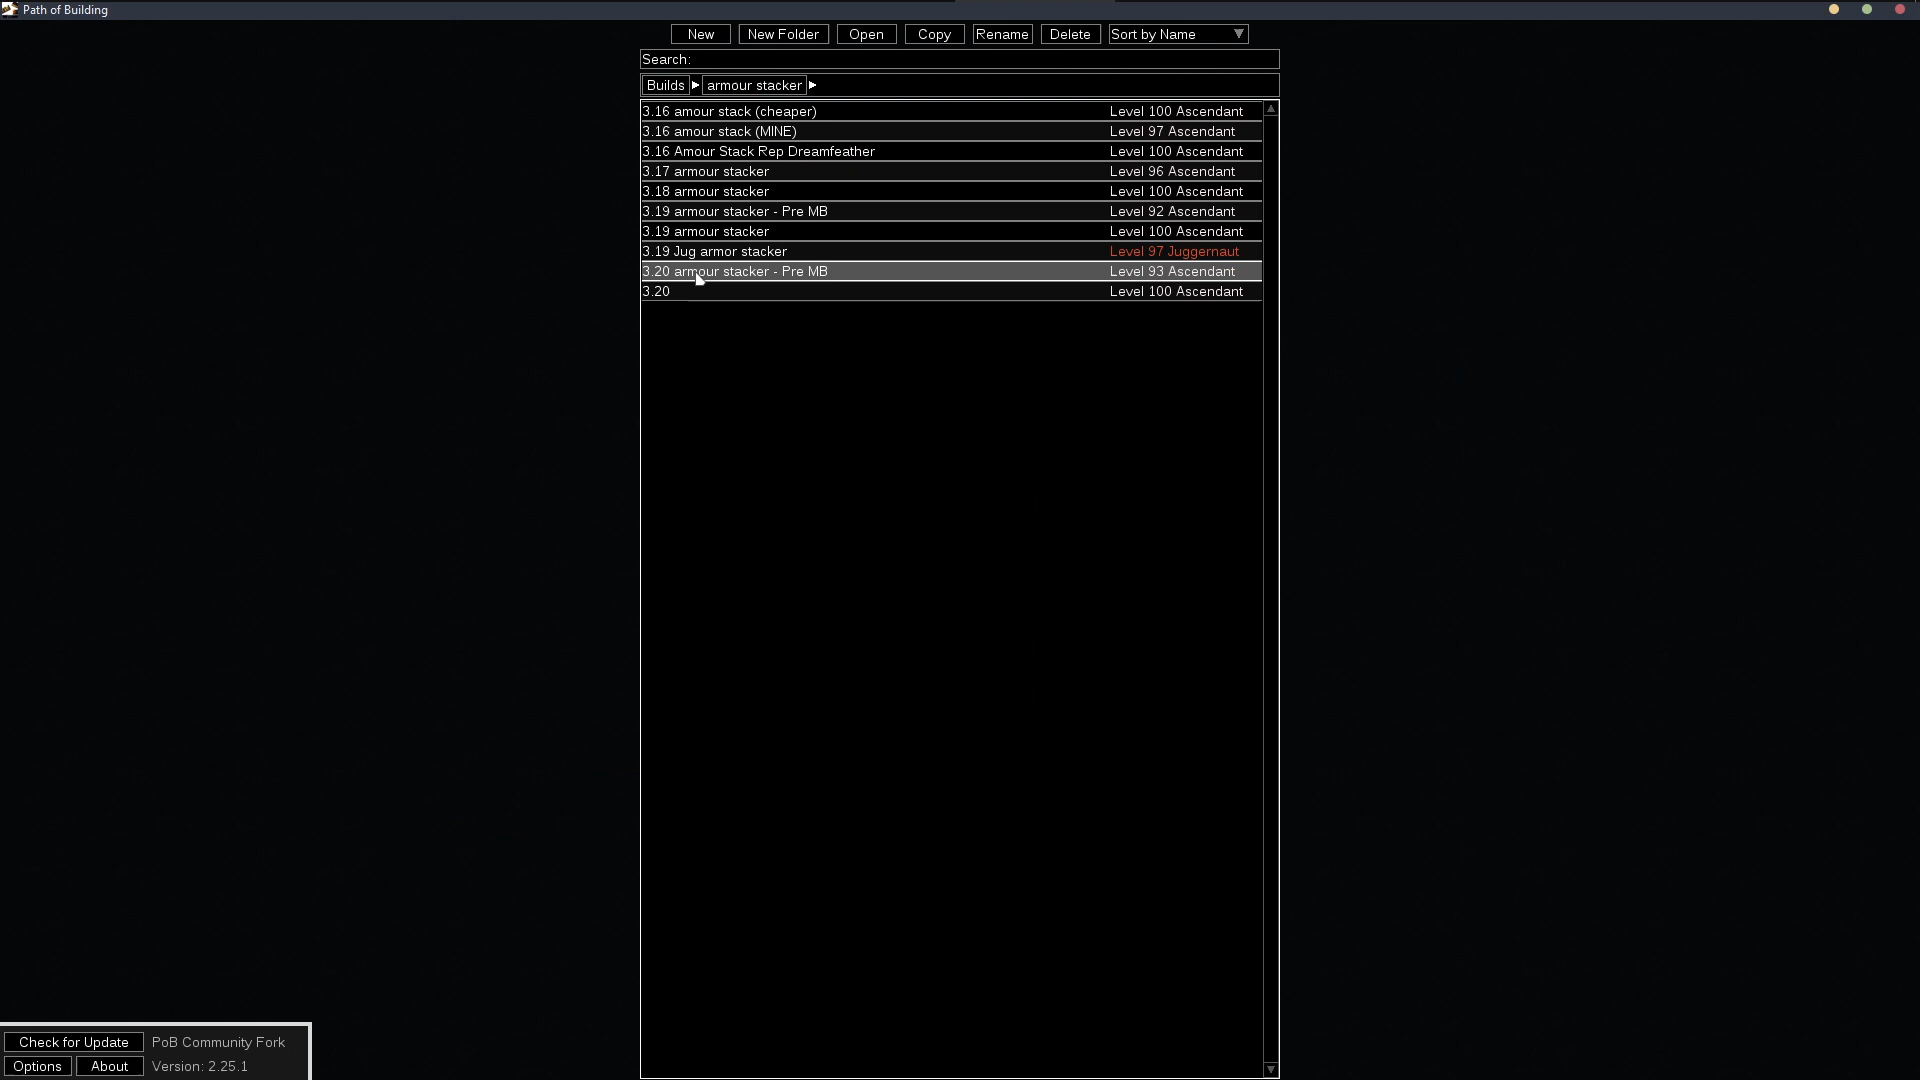 Path of Building
New New Folder Open Copy Rename Delete Sort by Name
Search:
Builds armour stacker
3.16 amour stack (cheaper) Level 100 Ascendant
3.16 amour stack (MINE) Level 97 Ascendant
3.16 Amour Stack Rep Dreamfeather Level 100 Ascendant
3.17 armour stacker Level 96 Ascendant
3.18 armour stacker Level 100 Ascendant
3.19 armour stacker - Pre MB Level 92 Ascendant
3.19 armour stacker Level 100 Ascendant
3.19 Jug armor stacker Level 97 Juggernaut
3.20 armour stacker - Pre MB Level 93 Ascendant
3.20 Level 100 Ascendant
Check for Update PoB Community Fork
Options About Version: 2.25.1